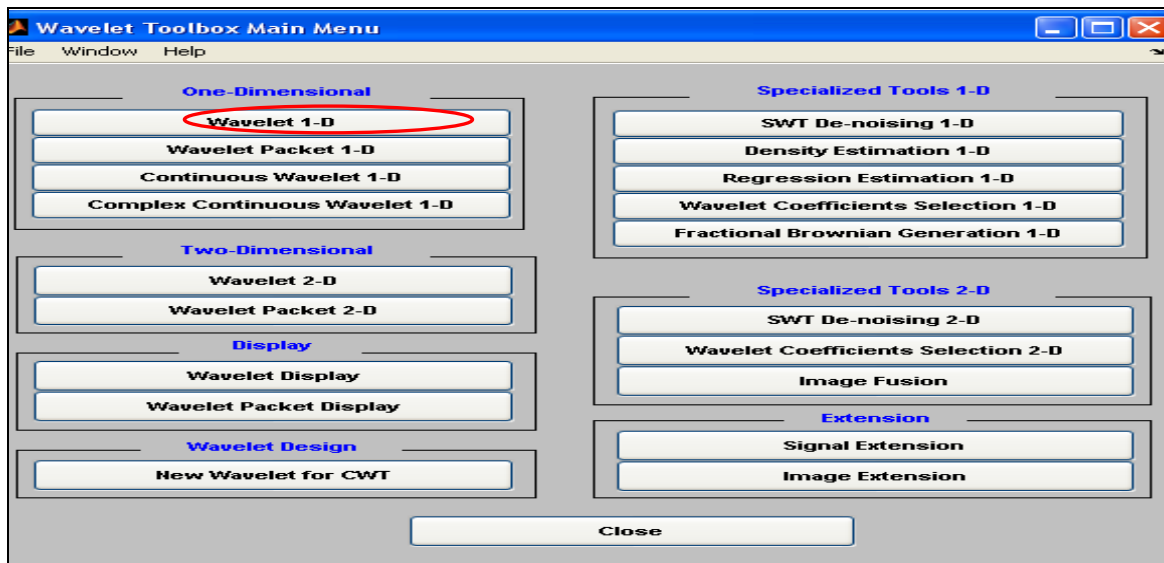 Wavelet Toolbox Main Menu
File Window Help
One-Dimensional
Wavelet 1-D
Wavelet Packet 1-D
Continuous Wavelet 1-D
Complex Continuous Wavelet 1-D
Two-Dimensional
Wavelet 2-D
Wavelet Packet 2-D
Display
Wavelet Display
Wavelet Packet Display
Wavelet Design
New Wavelet for CWT
Specialized Tools 1-D
SWT De-noising 1-D
Density Estimation 1-D
Regression Estimation 1-D
Wavelet Coefficients Selection 1-D
Fractional Brownian Generation 1-D
Specialized Tools 2-D
SWT De-noising 2-D
Wavelet Coefficients Selection 2-D
Image Fusion
Extension
Signal Extension
Image Extension
Close